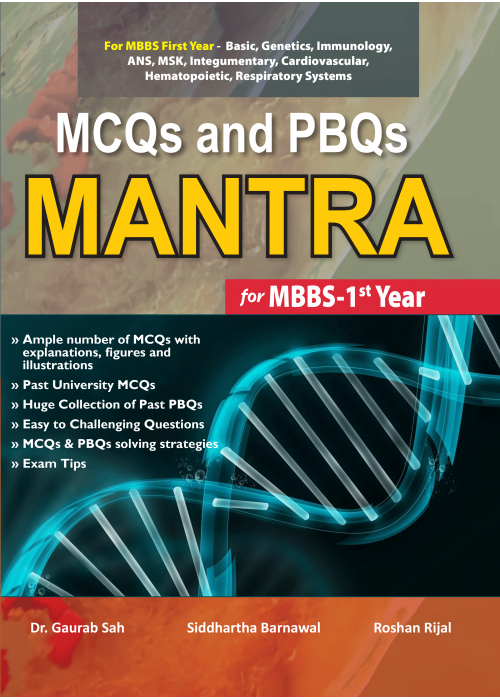 For MBBS First Year - Basic, Genetics, Immunology,
ANS, MSK, Integumentary, Cardiovascular,
Hematopoietic, Respiratory Systems
MCQs and PBQs
MANTRA
for MBBS-1st Year
» Ample number of MCQs with
explanations, figures and
illustrations
» Past University MCQs
» Huge Collection of Past PBQs
» Easy to Challenging Questions
» MCQs & PBQs solving strategies
» Exam Tips
Dr. Gaurab Sah Siddhartha Barnawal Roshan Rijal